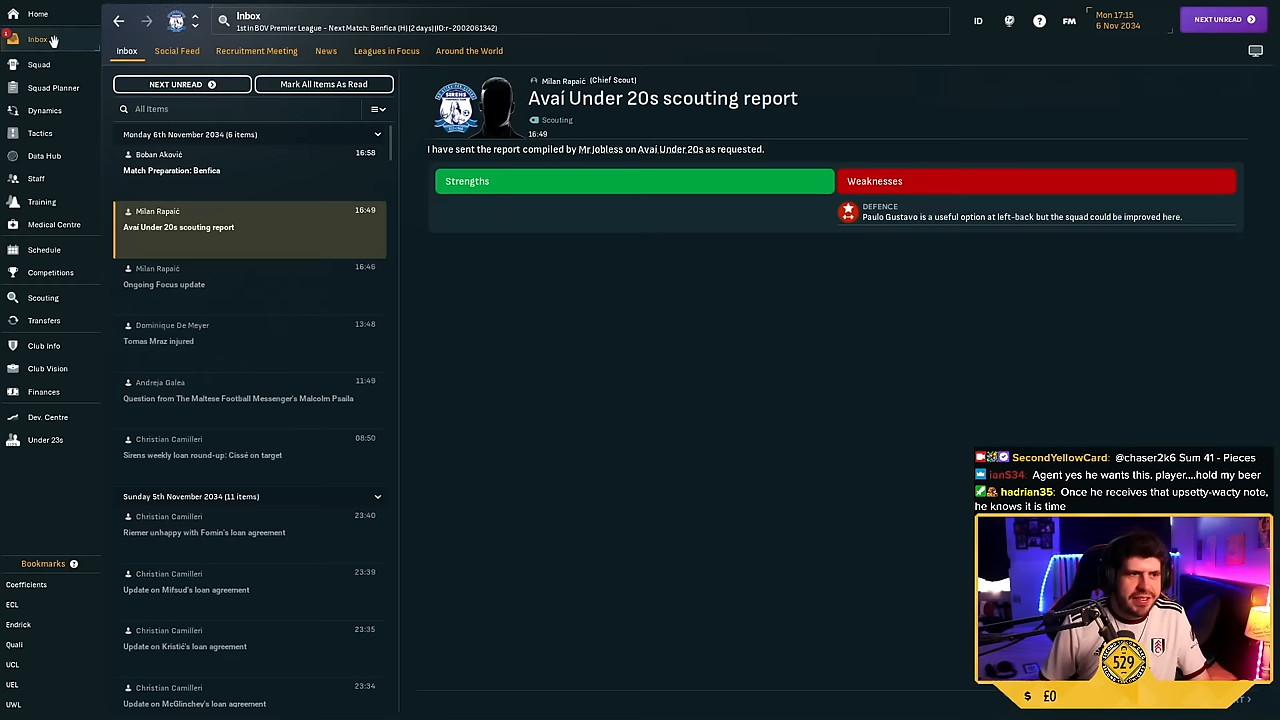 Home
Inbox
1
Squad
Squad Planner
Dynamics
Tactics
Data Hub
Staff
Training
Medical Centre
Schedule
Competitions
Scouting
Transfers
Club Info
Club Vision
Finances
Dev. Centre
Under 23s
Bookmarks ?
Coefficients
ECL
Endrick
Quali
UCL
UEL
UWL
Inbox
1st in BOV Premier League - Next Match: Benfica (H) (2 days) (ID:r-2002061342)
ID
?
FM
Mon 17:15
6 Nov 2034
NEXT UNREAD
Inbox
Social Feed
Recruitment Meeting
News
Leagues in Focus
Around the World
NEXT UNREAD
Mark All Items As Read
All Items
Monday 6th November 2034 (6 items)
Boban Aković 16:58
Match Preparation: Benfica
Milan Rapaić 16:49
Avaí Under 20s scouting report
Milan Rapaić 16:46
Ongoing Focus update
Dominique De Meyer 13:48
Tomas Mraz injured
Andreja Galea 11:49
Question from The Maltese Football Messenger's Malcolm Psaila
Christian Camilleri 08:50
Sirens weekly loan round-up: Cissé on target
Sunday 5th November 2034 (11 items)
Christian Camilleri 23:40
Riemer unhappy with Fomin's loan agreement
Christian Camilleri 23:39
Update on Mifsud's loan agreement
Christian Camilleri 23:35
Update on Kristić's loan agreement
Christian Camilleri 23:34
Update on McGlinchey's loan agreement
SIRENS
Milan Rapaić (Chief Scout)
Avaí Under 20s scouting report
Scouting
16:49
I have sent the report compiled by Mr Jobless on Avaí Under 20s as requested.
Strengths
Weaknesses
DEFENCE
Paulo Gustavo is a useful option at left-back but the squad could be improved here.
SecondYellowCard: @chaser2k6 Sum 41 - Pieces
ianS34: Agent yes he wants this, player....hold my beer
hadrian35: Once he receives that upsetty-wacty note,
he knows it is time
529
$ £0